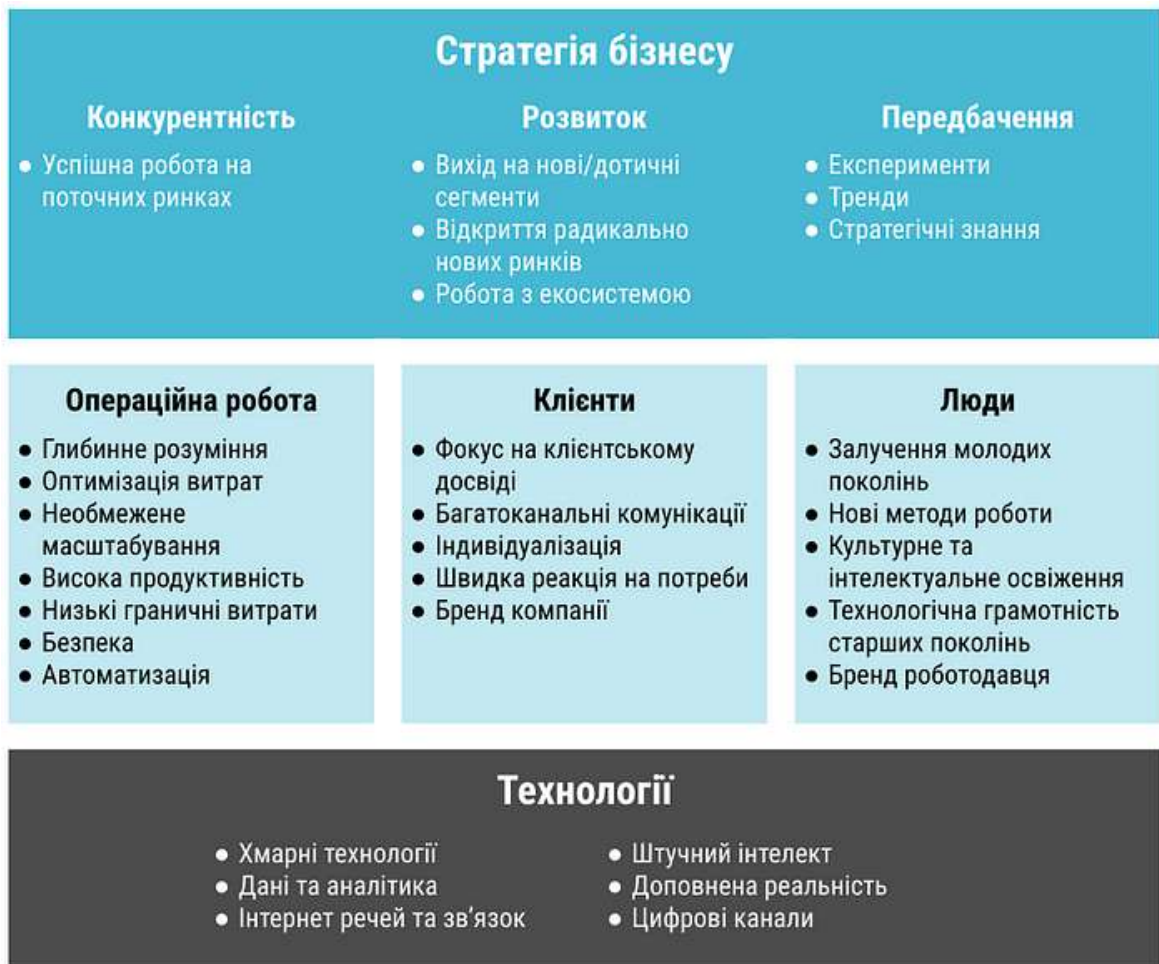 Стратегія бізнесу
Конкурентність
● Успішна робота на
поточних ринках
Розвиток
● Вихід на нові/дотичні
сегменти
● Відкриття радикально
нових ринків
● Робота з екосистемою
Передбачення
● Експерименти
● Тренди
● Стратегічні знання
Операційна робота
● Глибинне розуміння
● Оптимізація витрат
● Необмежене
масштабування
● Висока продуктивність
● Низькі граничні витрати
● Безпека
● Автоматизація
Клієнти
● Фокус на клієнтському
досвіді
● Багатоканальні комунікації
● Індивідуалізація
● Швидка реакція на потреби
● Бренд компанії
Люди
● Залучення молодих
поколінь
● Нові методи роботи
● Культурне та
інтелектуальне освіження
● Технологічна грамотність
старших поколінь
● Бренд роботодавця
Технології
● Хмарні технології
● Дані та аналітика
● Інтернет речей та зв’язок
● Штучний інтелект
● Доповнена реальність
● Цифрові канали